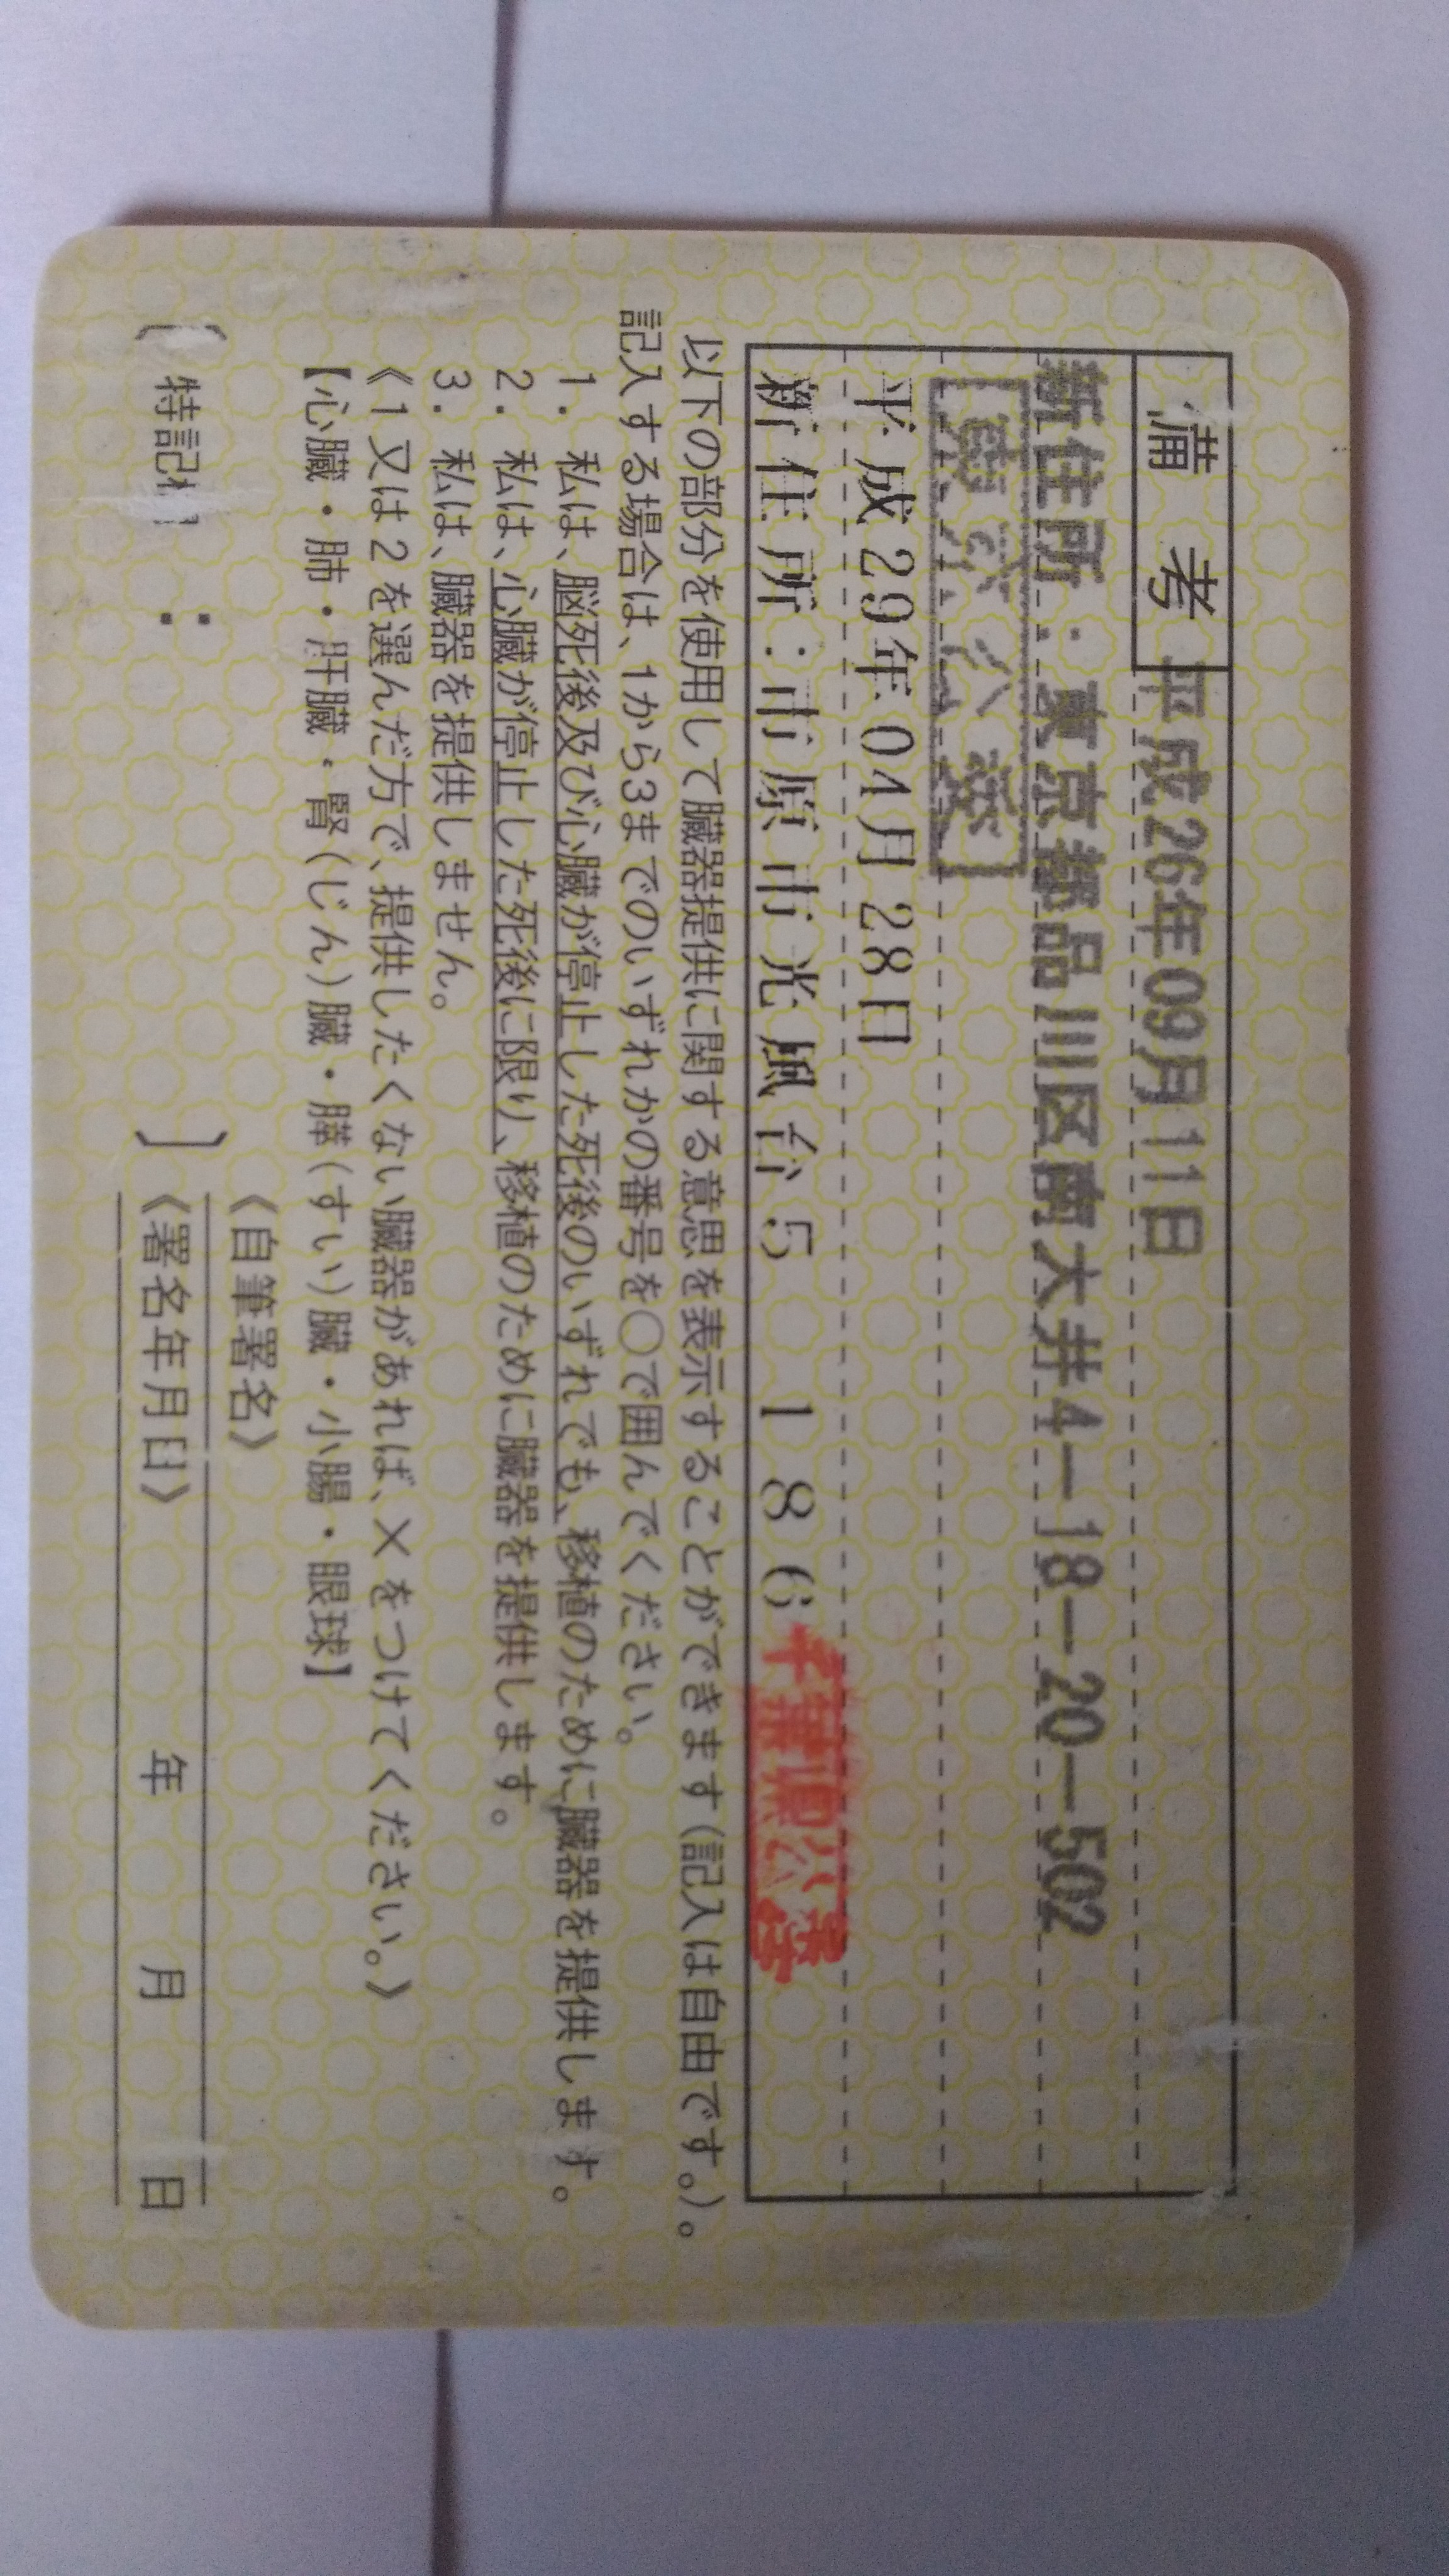 備考
平成26年09月11日
新住所：東京都品川区南大井4－18－20－502
平成29年04月28日
新住所：市原市光風台5 186 千葉県公委
以下の部分を使用して臓器提供に関する意思を表示することができます(記入は自由です。)。
記入する場合は、1から3までのいずれかの番号を〇で囲んでください。
1. 私は、脳死後及び心臓が停止した死後のいずれでも、移植のために臓器を提供します。
2. 私は、心臓が停止した死後に限り、移植のために臓器を提供します。
3. 私は、臓器を提供しません。
《1又は2を選んだ方で、提供したくない臓器があれば、×をつけてください。》
【心臓・肺・肝臓・腎(じん)臓・膵(すい)臓・小腸・眼球】
《自筆署名》
〔特記欄： 〕
《署名年月日》 年 月 日